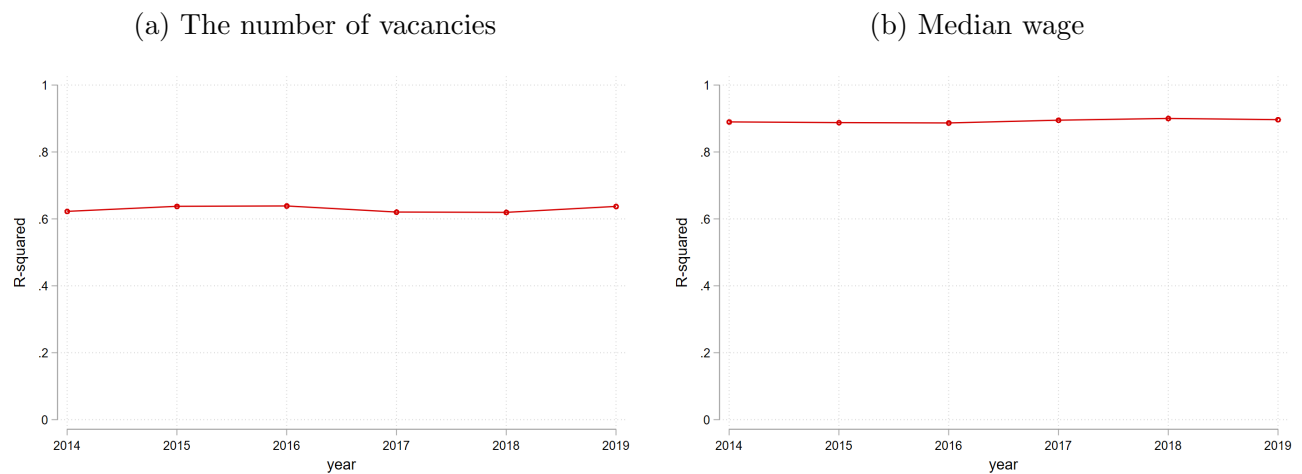 (a) The number of vacancies
(b) Median wage
R-squared
1
.8
.6
.4
.2
0
2014 2015 2016 2017 2018 2019
year
R-squared
1
.8
.6
.4
.2
0
2014 2015 2016 2017 2018 2019
year